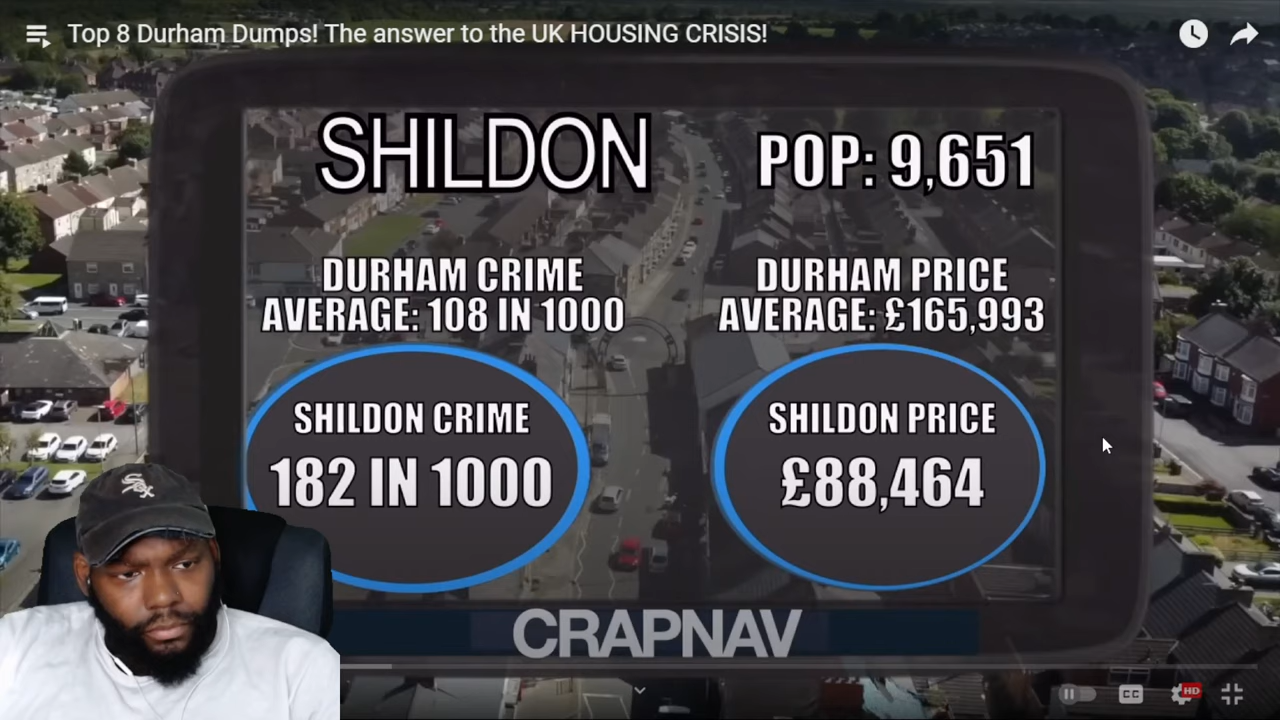 Top 8 Durham Dumps! The answer to the UK HOUSING CRISIS!
SHILDON
POP: 9,651
DURHAM CRIME
AVERAGE: 108 IN 1000
DURHAM PRICE
AVERAGE: £165,993
SHILDON CRIME
182 IN 1000
SHILDON PRICE
£88,464
Sox
CRAPNAV
CC
HD